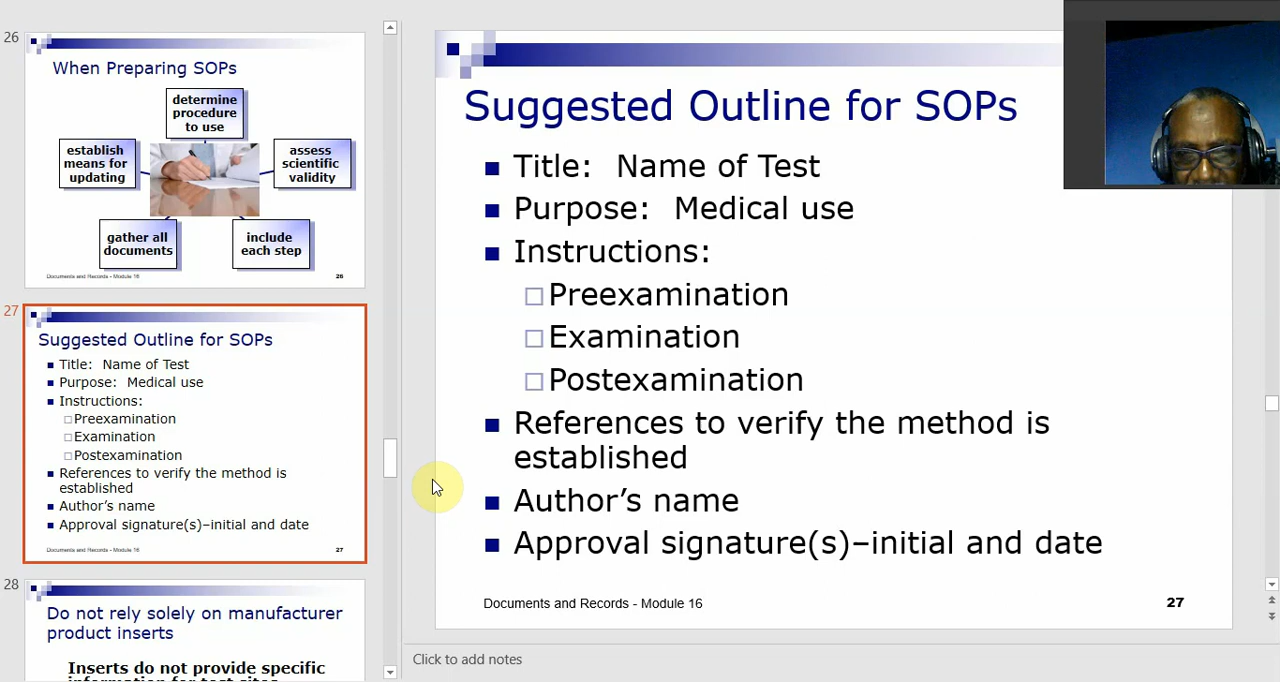 26
When Preparing SOPs
determine
procedure
to use
establish
means for
updating
assess
scientific
validity
gather all
documents
include
each step
Documents and Records - Module 16
26
27
Suggested Outline for SOPs
Title: Name of Test
Purpose: Medical use
Instructions:
Preexamination
Examination
Postexamination
References to verify the method is
established
Author’s name
Approval signature(s)–initial and date
Documents and Records - Module 16
27
28
Do not rely solely on manufacturer
product inserts
Inserts do not provide specific
information for test sites
Suggested Outline for SOPs
Title: Name of Test
Purpose: Medical use
Instructions:
Preexamination
Examination
Postexamination
References to verify the method is
established
Author’s name
Approval signature(s)–initial and date
Documents and Records - Module 16
27
Click to add notes